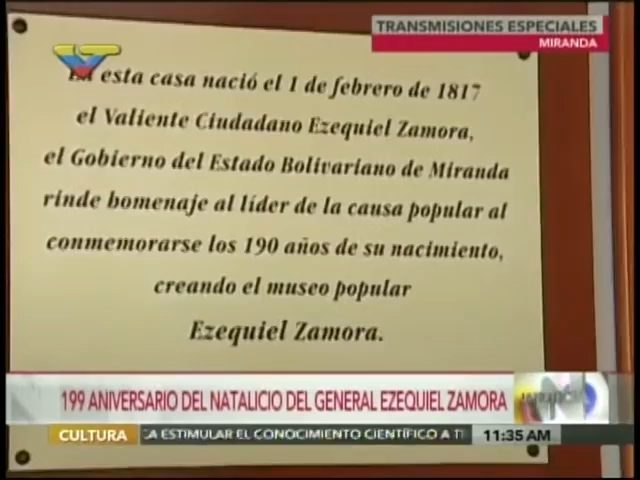 TRANSMISIONES ESPECIALES
MIRANDA
En esta casa nació el 1 de febrero de 1817
el Valiente Ciudadano Ezequiel Zamora,
el Gobierno del Estado Bolivariano de Miranda
rinde homenaje al líder de la causa popular al
conmemorarse los 190 años de su nacimiento,
creando el museo popular
Ezequiel Zamora.
199 ANIVERSARIO DEL NATALICIO DEL GENERAL EZEQUIEL ZAMORA
CULTURA
A ESTIMULAR EL CONOCIMIENTO CIENTÍFICO A
11:35 AM